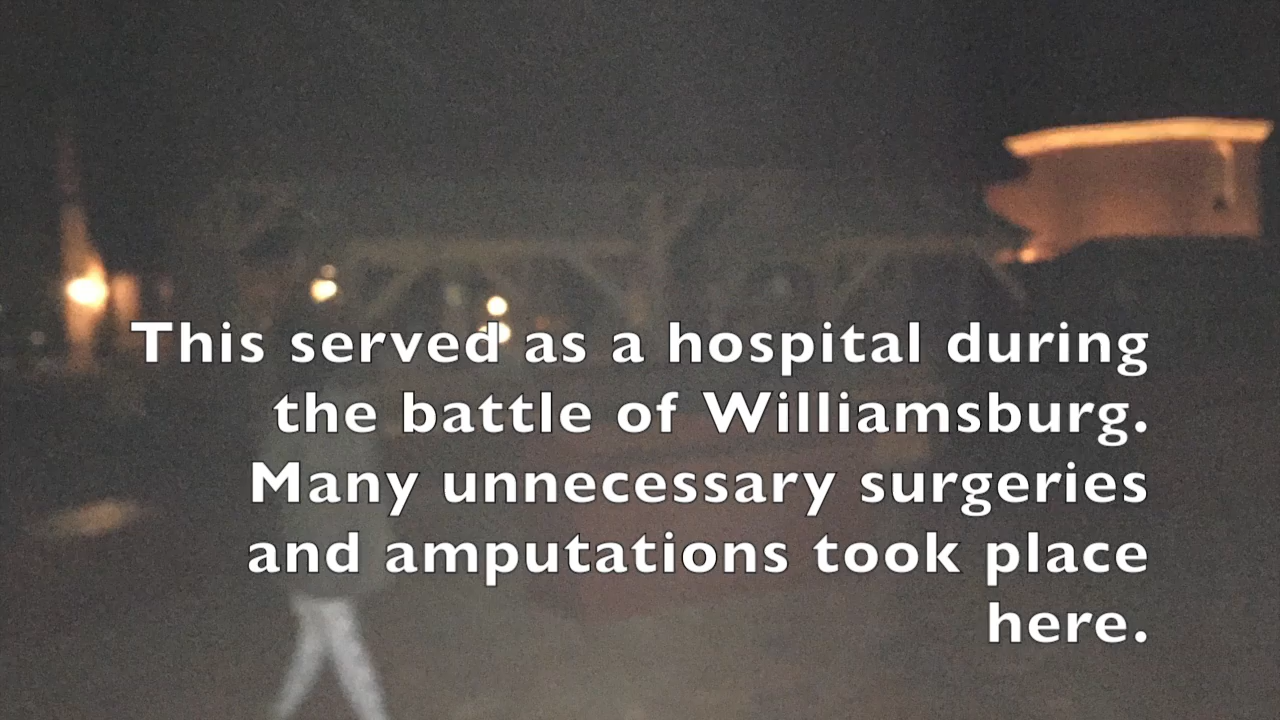 This served as a hospital during
the battle of Williamsburg.
Many unnecessary surgeries
and amputations took place
here.